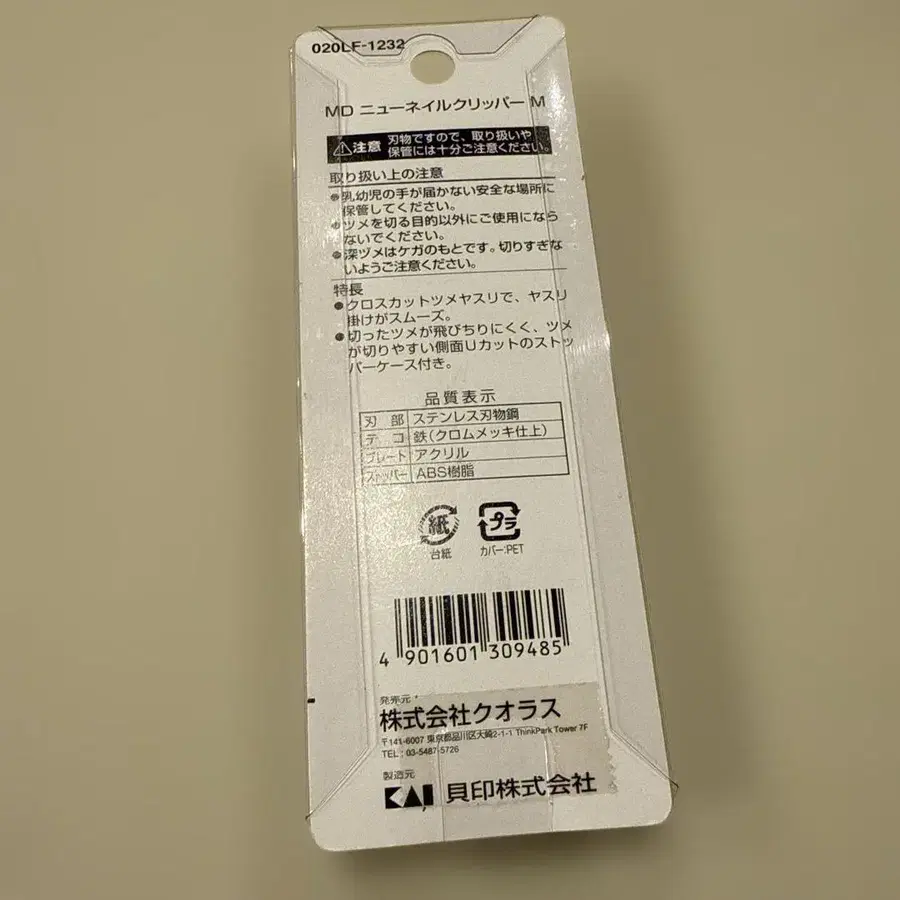 020LF-1232
MD ニューネイルクリッパー M
⚠注意 刃物ですので、取り扱いや
保管には十分ご注意ください。
取り扱い上の注意
●乳幼児の手が届かない安全な場所に
保管してください。
●ツメを切る目的以外にご使用になら
ないでください。
●深ヅメはケガのもとです。切りすぎな
いようご注意ください。
特長
●クロスカットツメヤスリで、ヤスリ
掛けがスムーズ。
●切ったツメが飛びちりにくく、ツメ
が切りやすい側面Uカットのストッ
パーケース付き。
品質表示
刃部 ステンレス刃物鋼
テコ 鉄(クロムメッキ仕上)
プレート アクリル
ストッパー ABS樹脂
紙 プラ
台紙 カバー:PET
4 901601 309485
発売元
株式会社クオラス
〒141-6007 東京都品川区大崎2-1-1 ThinkPark Tower 7F
TEL : 03-5487-5726
製造元
KAI 貝印株式会社